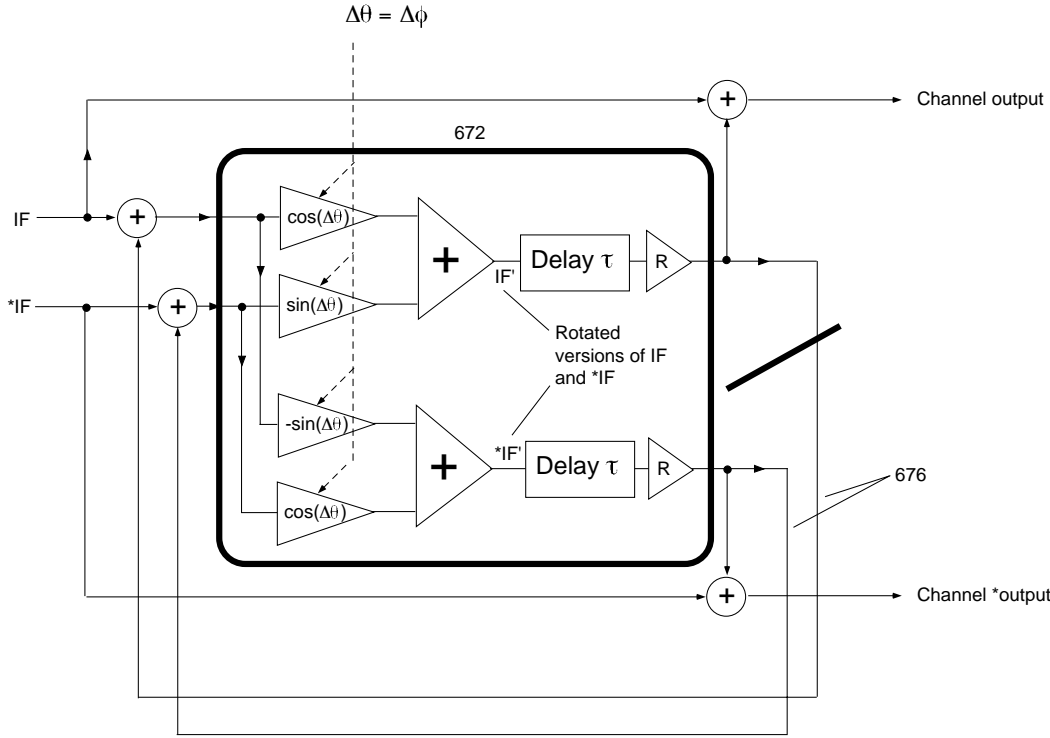 Δθ = Δϕ
Channel output
+
672
IF
+
cos(Δθ)
+
IF'
Delay τ
R
*IF
+
sin(Δθ)
Rotated
versions of IF
and *IF
-sin(Δθ)
+
*IF'
Delay τ
R
676
cos(Δθ)
+
Channel *output